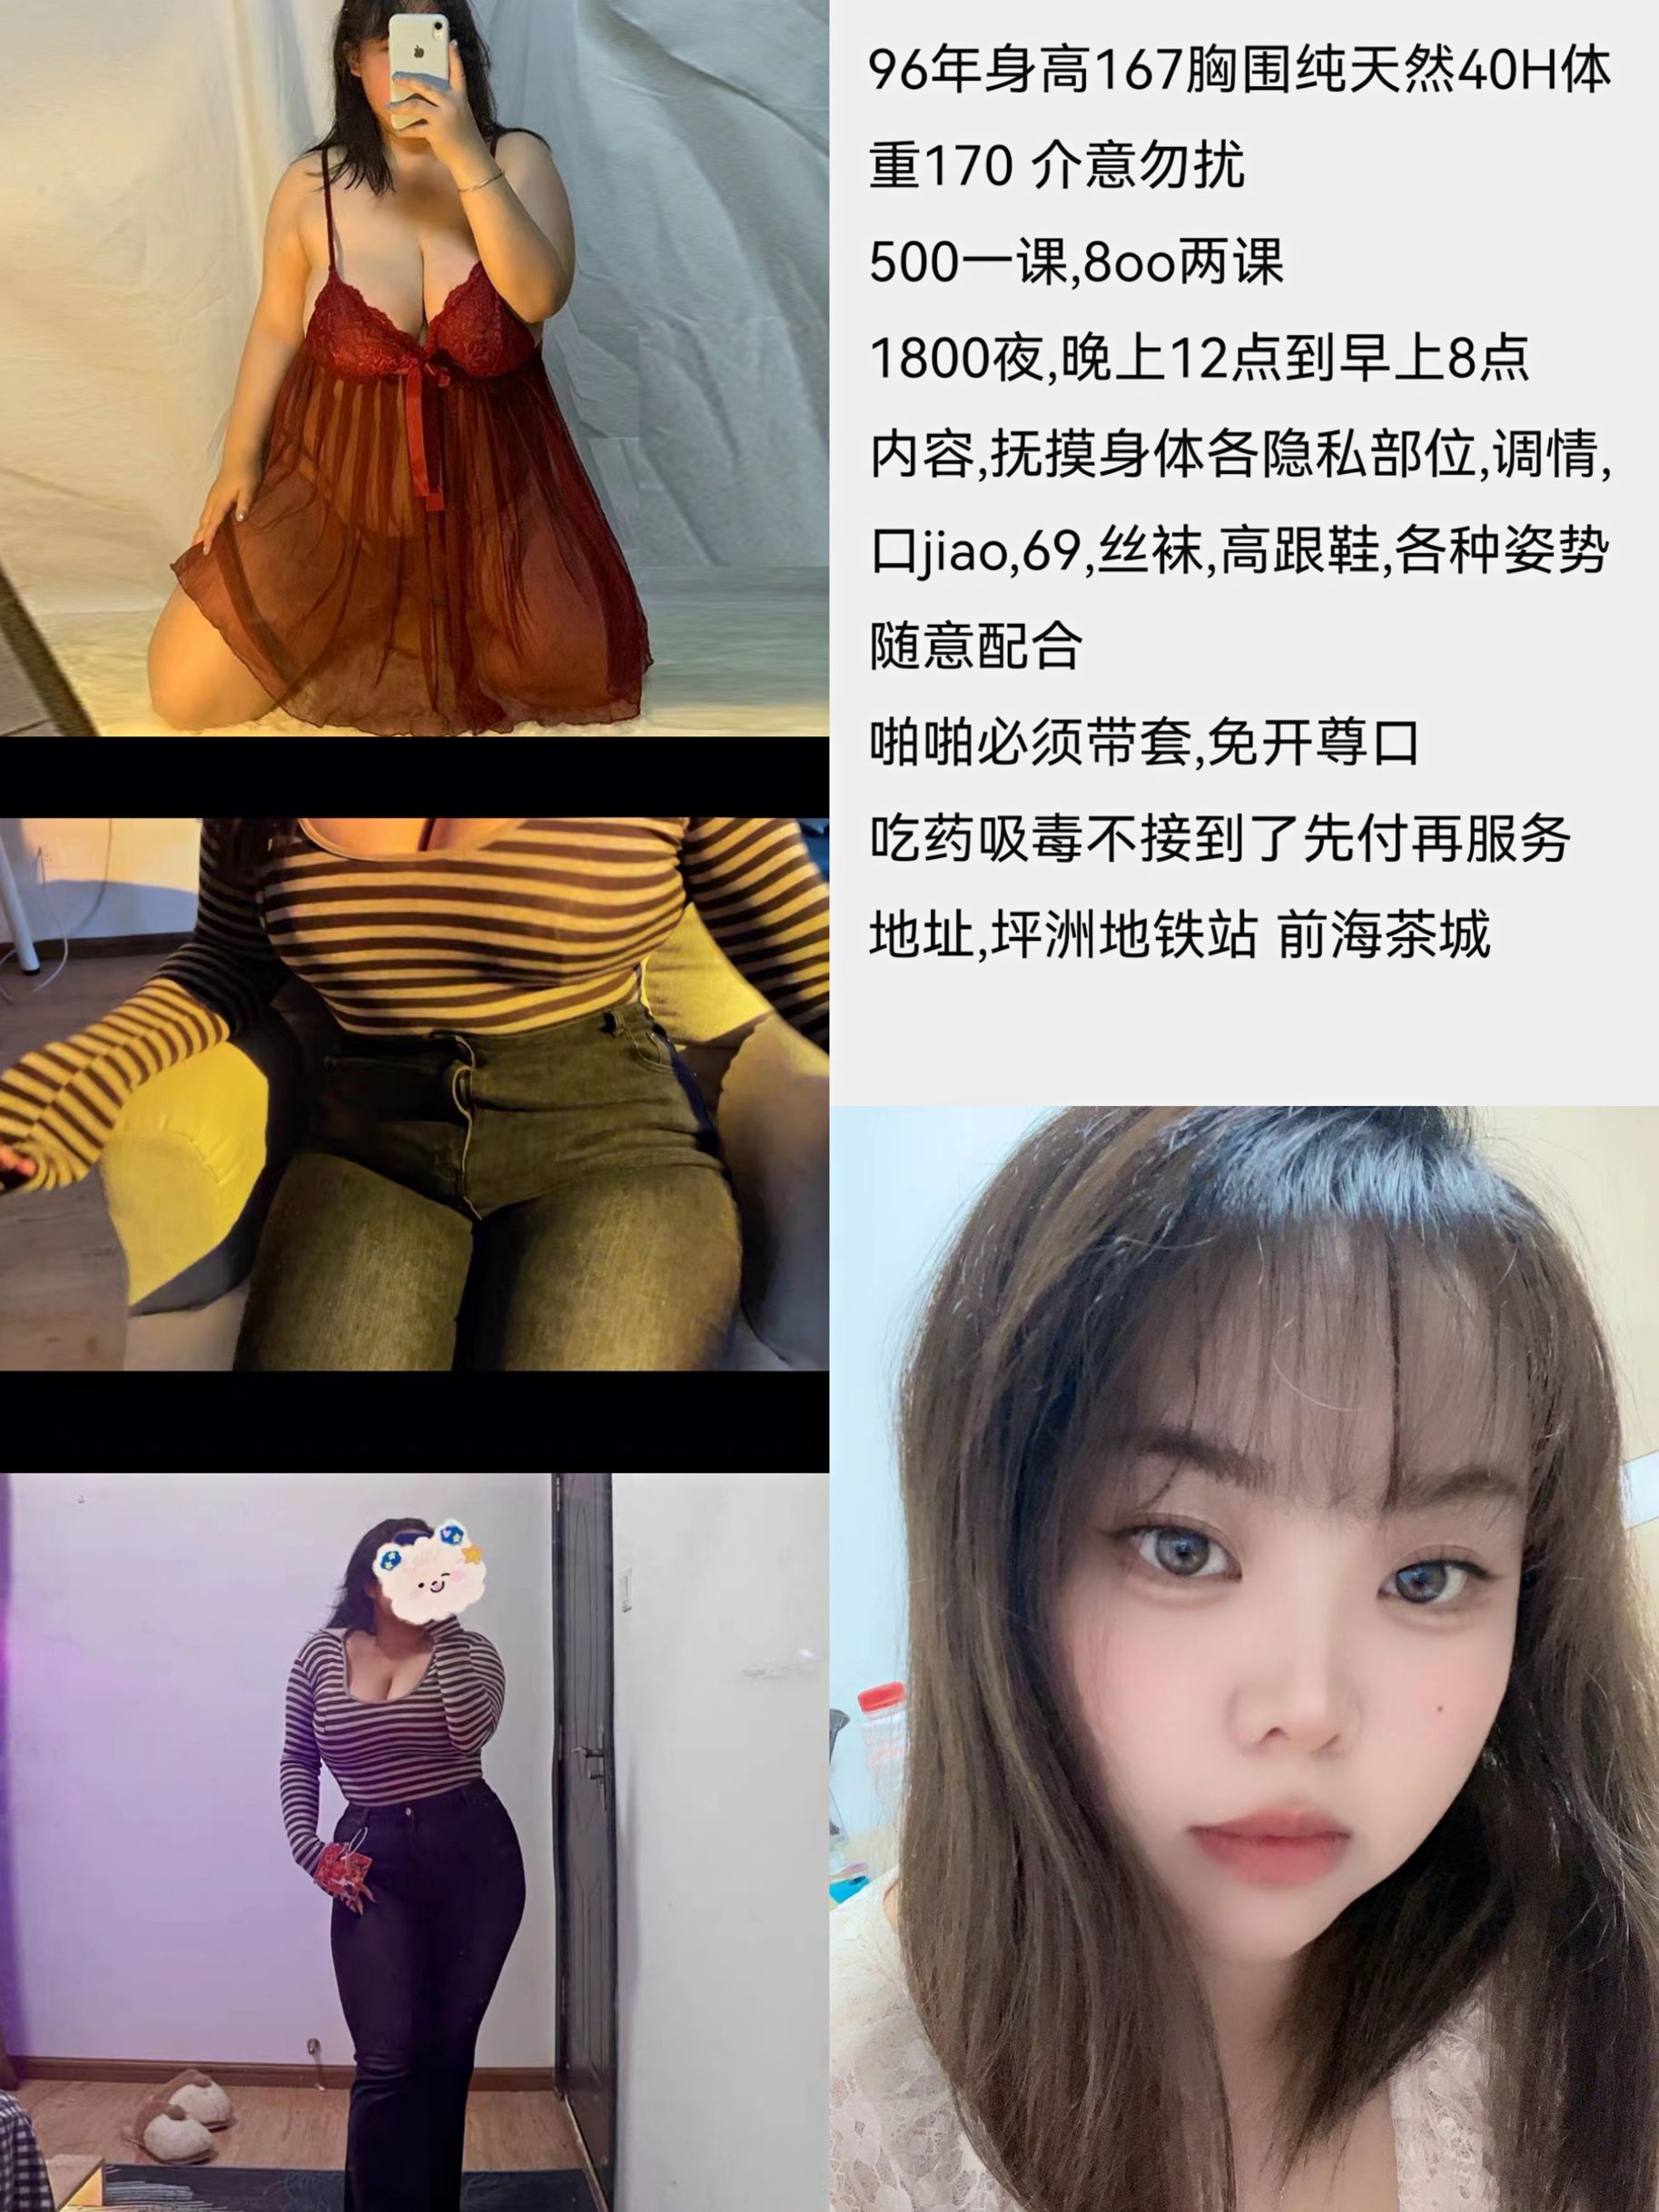 96年身高167胸围纯天然40H体
重170 介意勿扰
500一课,8oo两课
1800夜,晚上12点到早上8点
内容,抚摸身体各隐私部位,调情,
口jiao,69,丝袜,高跟鞋,各种姿势
随意配合
啪啪必须带套,免开尊口
吃药吸毒不接到了先付再服务
地址,坪洲地铁站 前海茶城